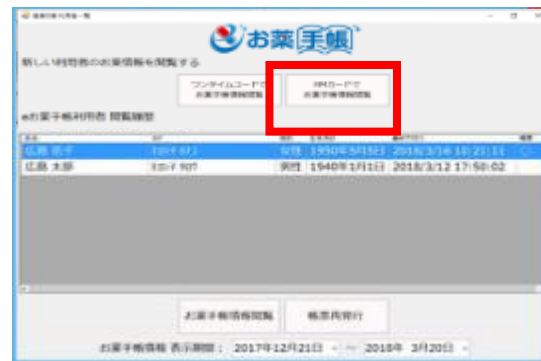 お薬手帳
新しい利用者のお薬情報を閲覧する
ワンタイムコードで
お薬手帳情報閲覧
HMカードで
お薬手帳情報閲覧
eお薬手帳利用者 閲覧履歴
女性 1950年5月5日 2018/3/16 10:21:11
広島 太郎 男性 1940年1月1日 2018/3/12 17:50:02
お薬手帳情報閲覧 帳票再発行
お薬手帳情報 表示期間: 2017年12月21日 ~ 2018年 3月20日